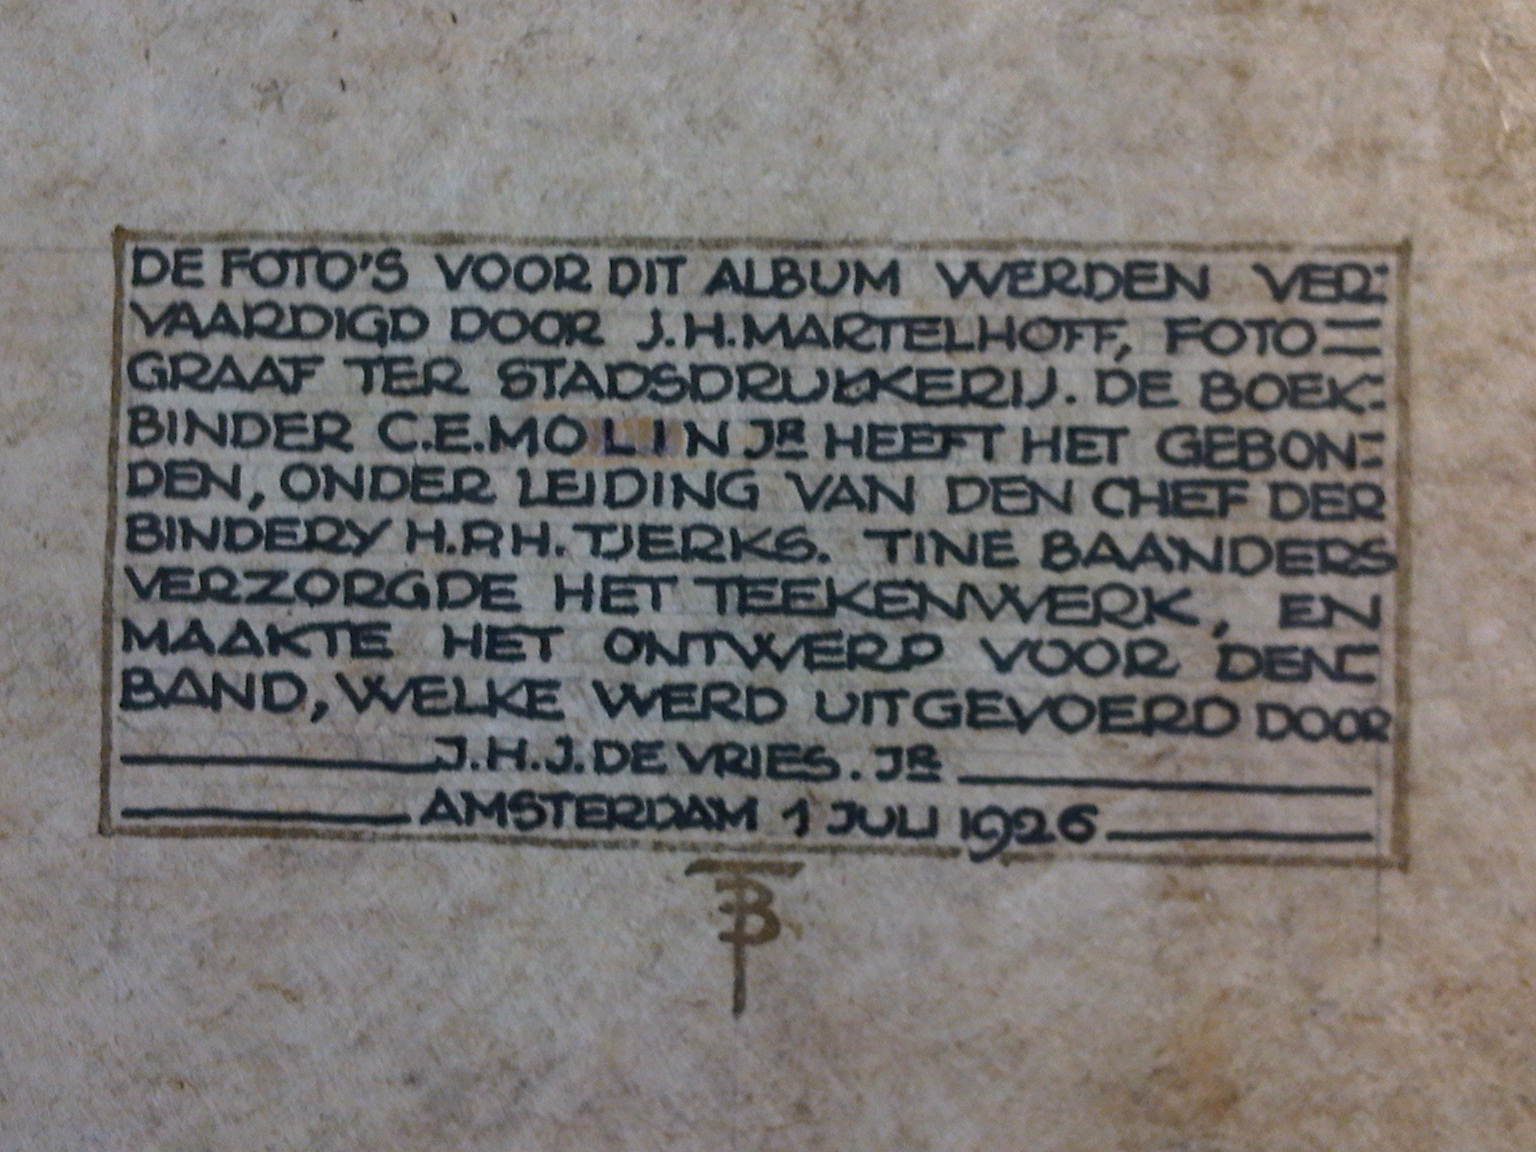 DE FOTO'S VOOR DIT ALBUM WERDEN VER=
VAARDIGD DOOR J.H. MARTELHOFF, FOTO=
GRAAF TER STADSDRUKKERIJ. DE BOEK=
BINDER C.E. MOLIN JR HEEFT HET GEBON=
DEN, ONDER LEIDING VAN DEN CHEF DER
BINDERY H.P.H. TJERKS. TINE BAANDERS
VERZORGDE HET TEEKENWERK, EN
MAAKTE HET ONTWERP VOOR DEN
BAND, WELKE WERD UITGEVOERD DOOR
J.H.J. DE VRIES. JR
AMSTERDAM 1 JULI 1926
TB